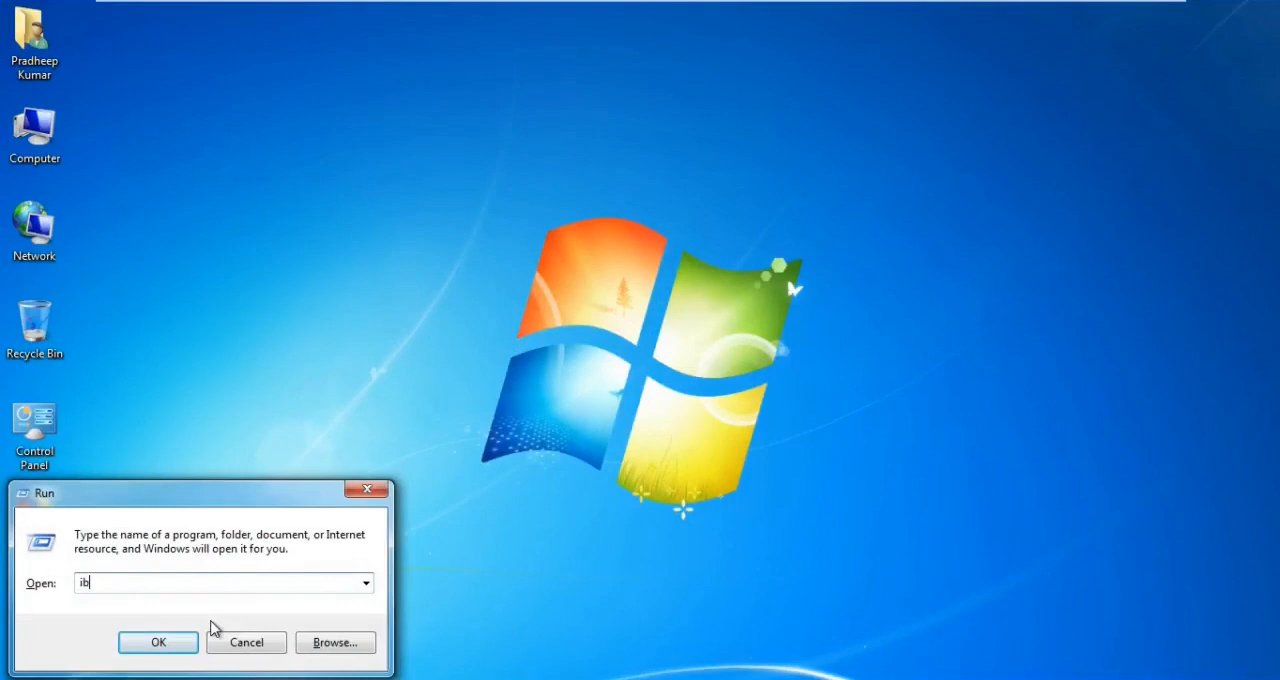 Pradheep
Kumar
Computer
Network
Recycle Bin
Control
Panel
Run
Type the name of a program, folder, document, or Internet
resource, and Windows will open it for you.
Open:
ib
OK
Cancel
Browse...